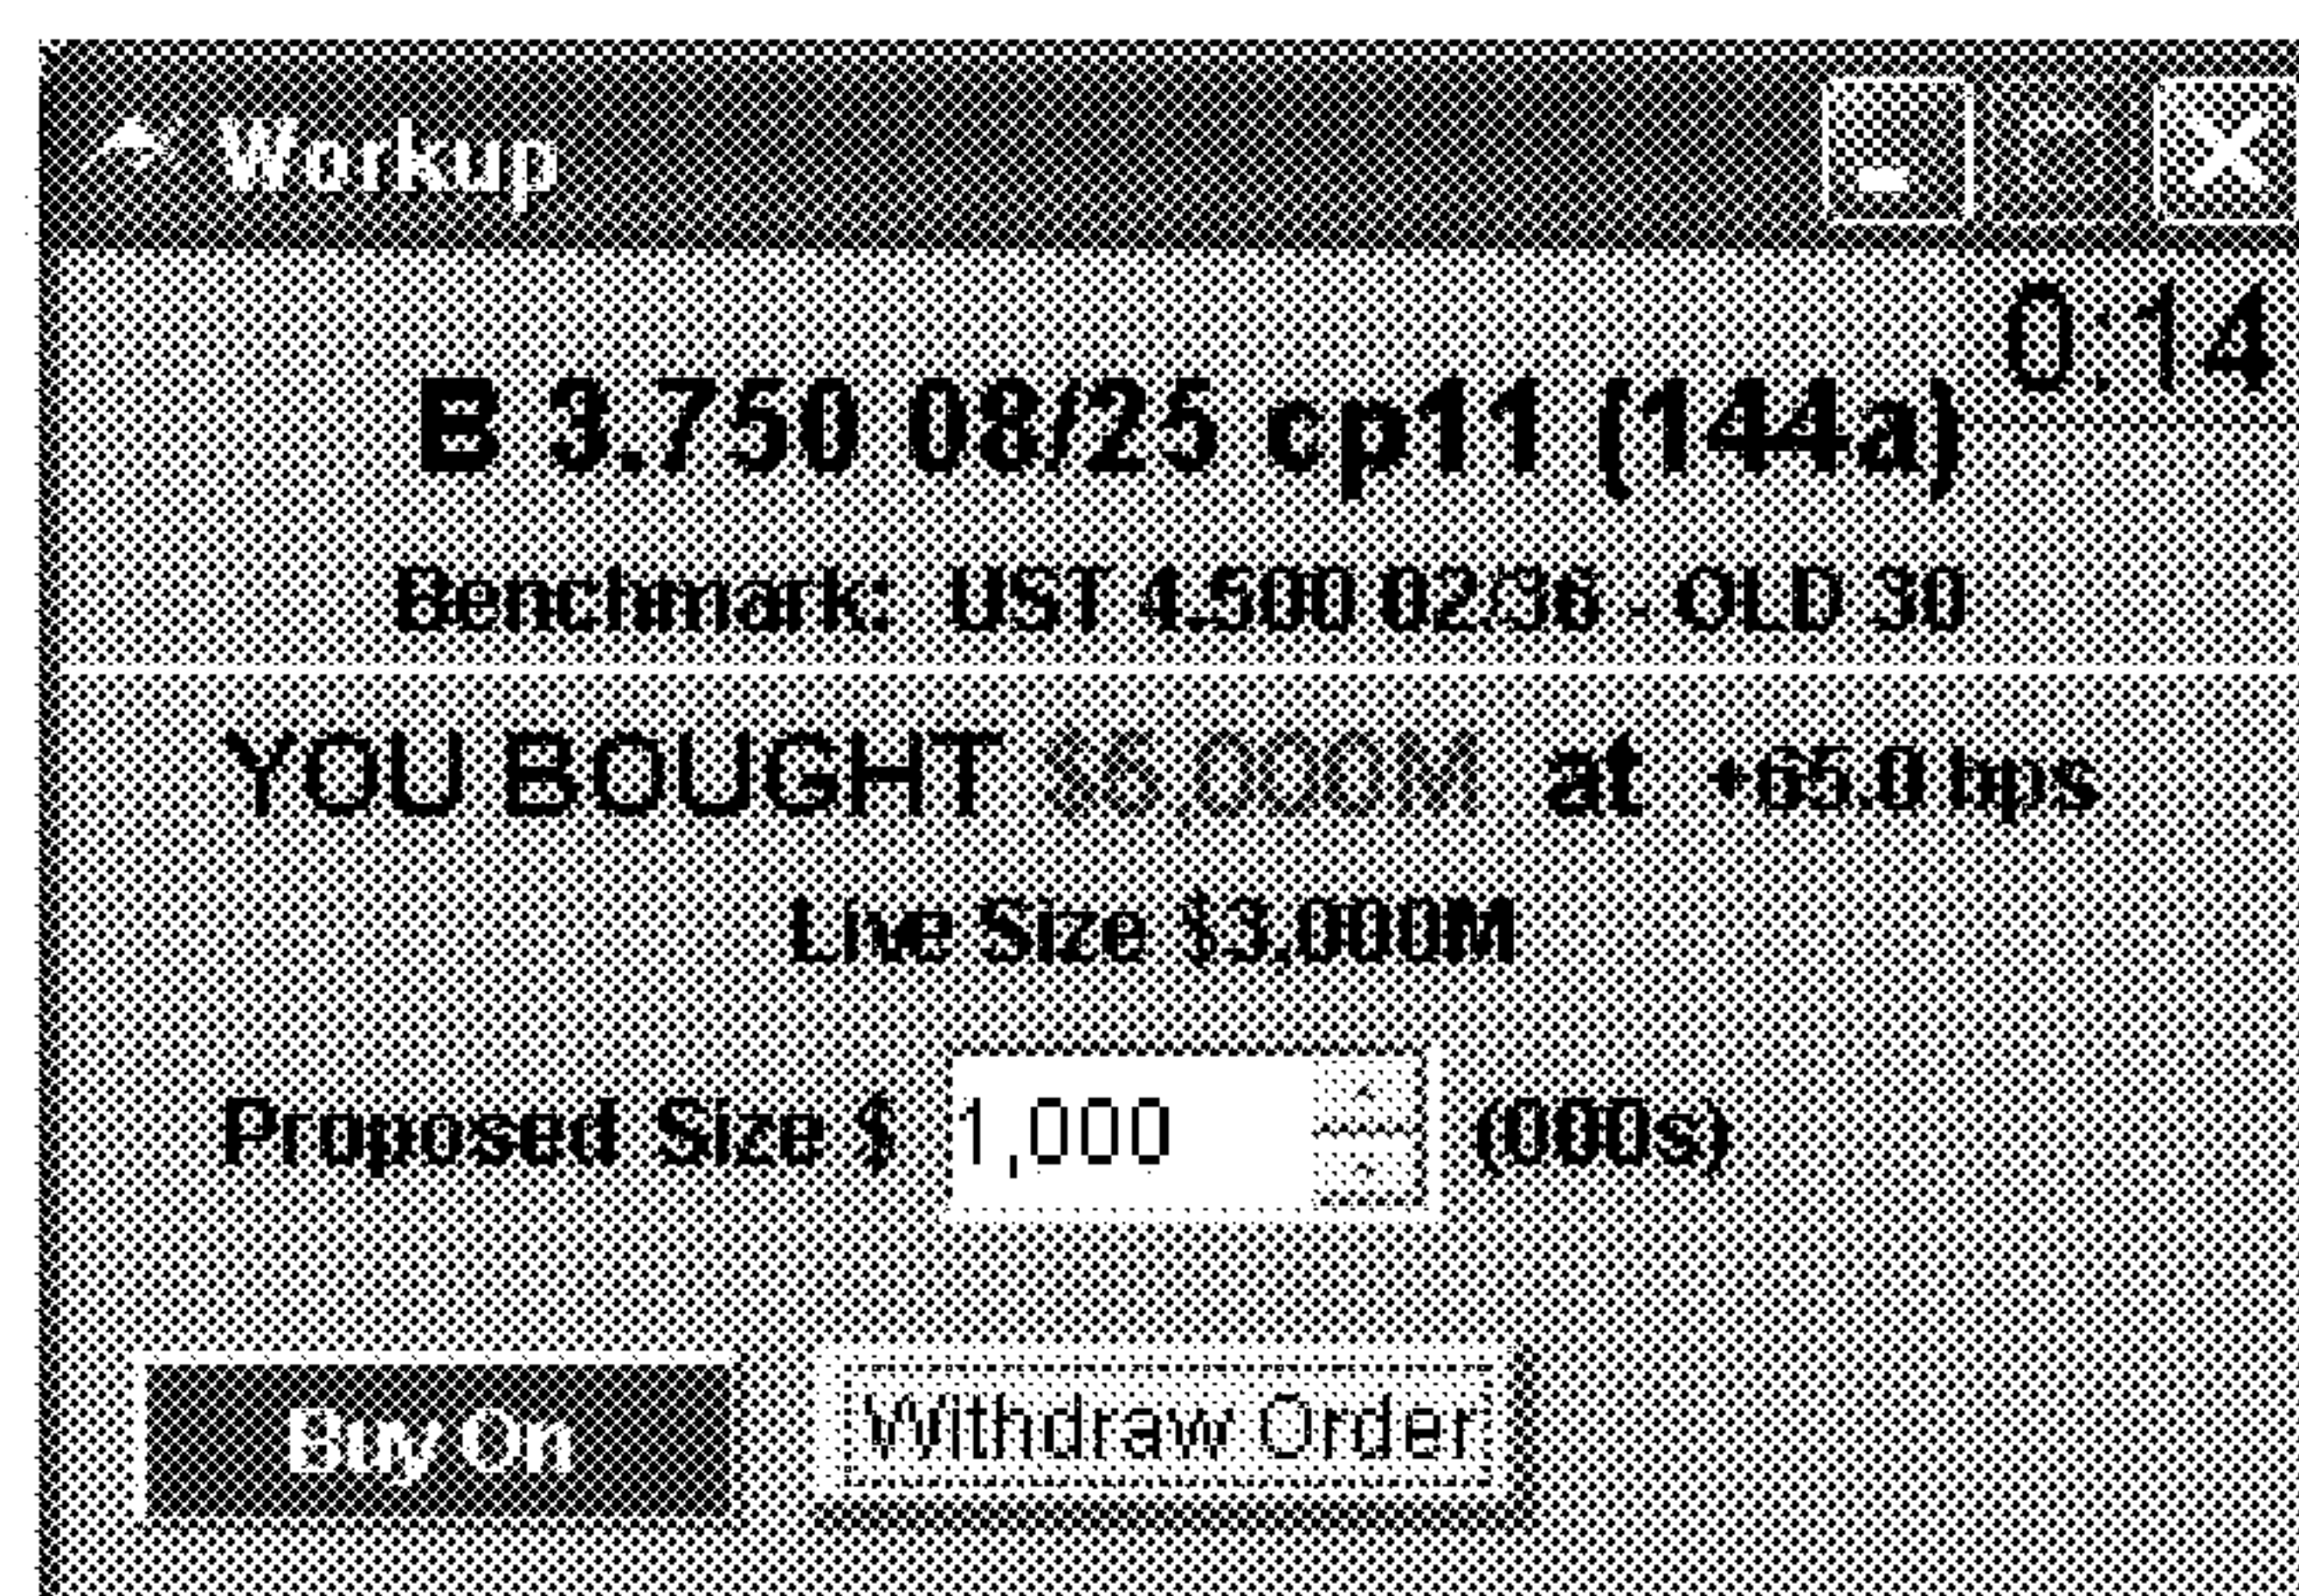 Workup
0:14
B 3.750 08/25 cp11 (144a)
Benchmark: UST 4.500 02/36 - OLD 30
YOU BOUGHT $6,000M at +65.0 bps
Live Size $3,000M
Proposed Size $ 1,000 (000s)
Buy On
Withdraw Order